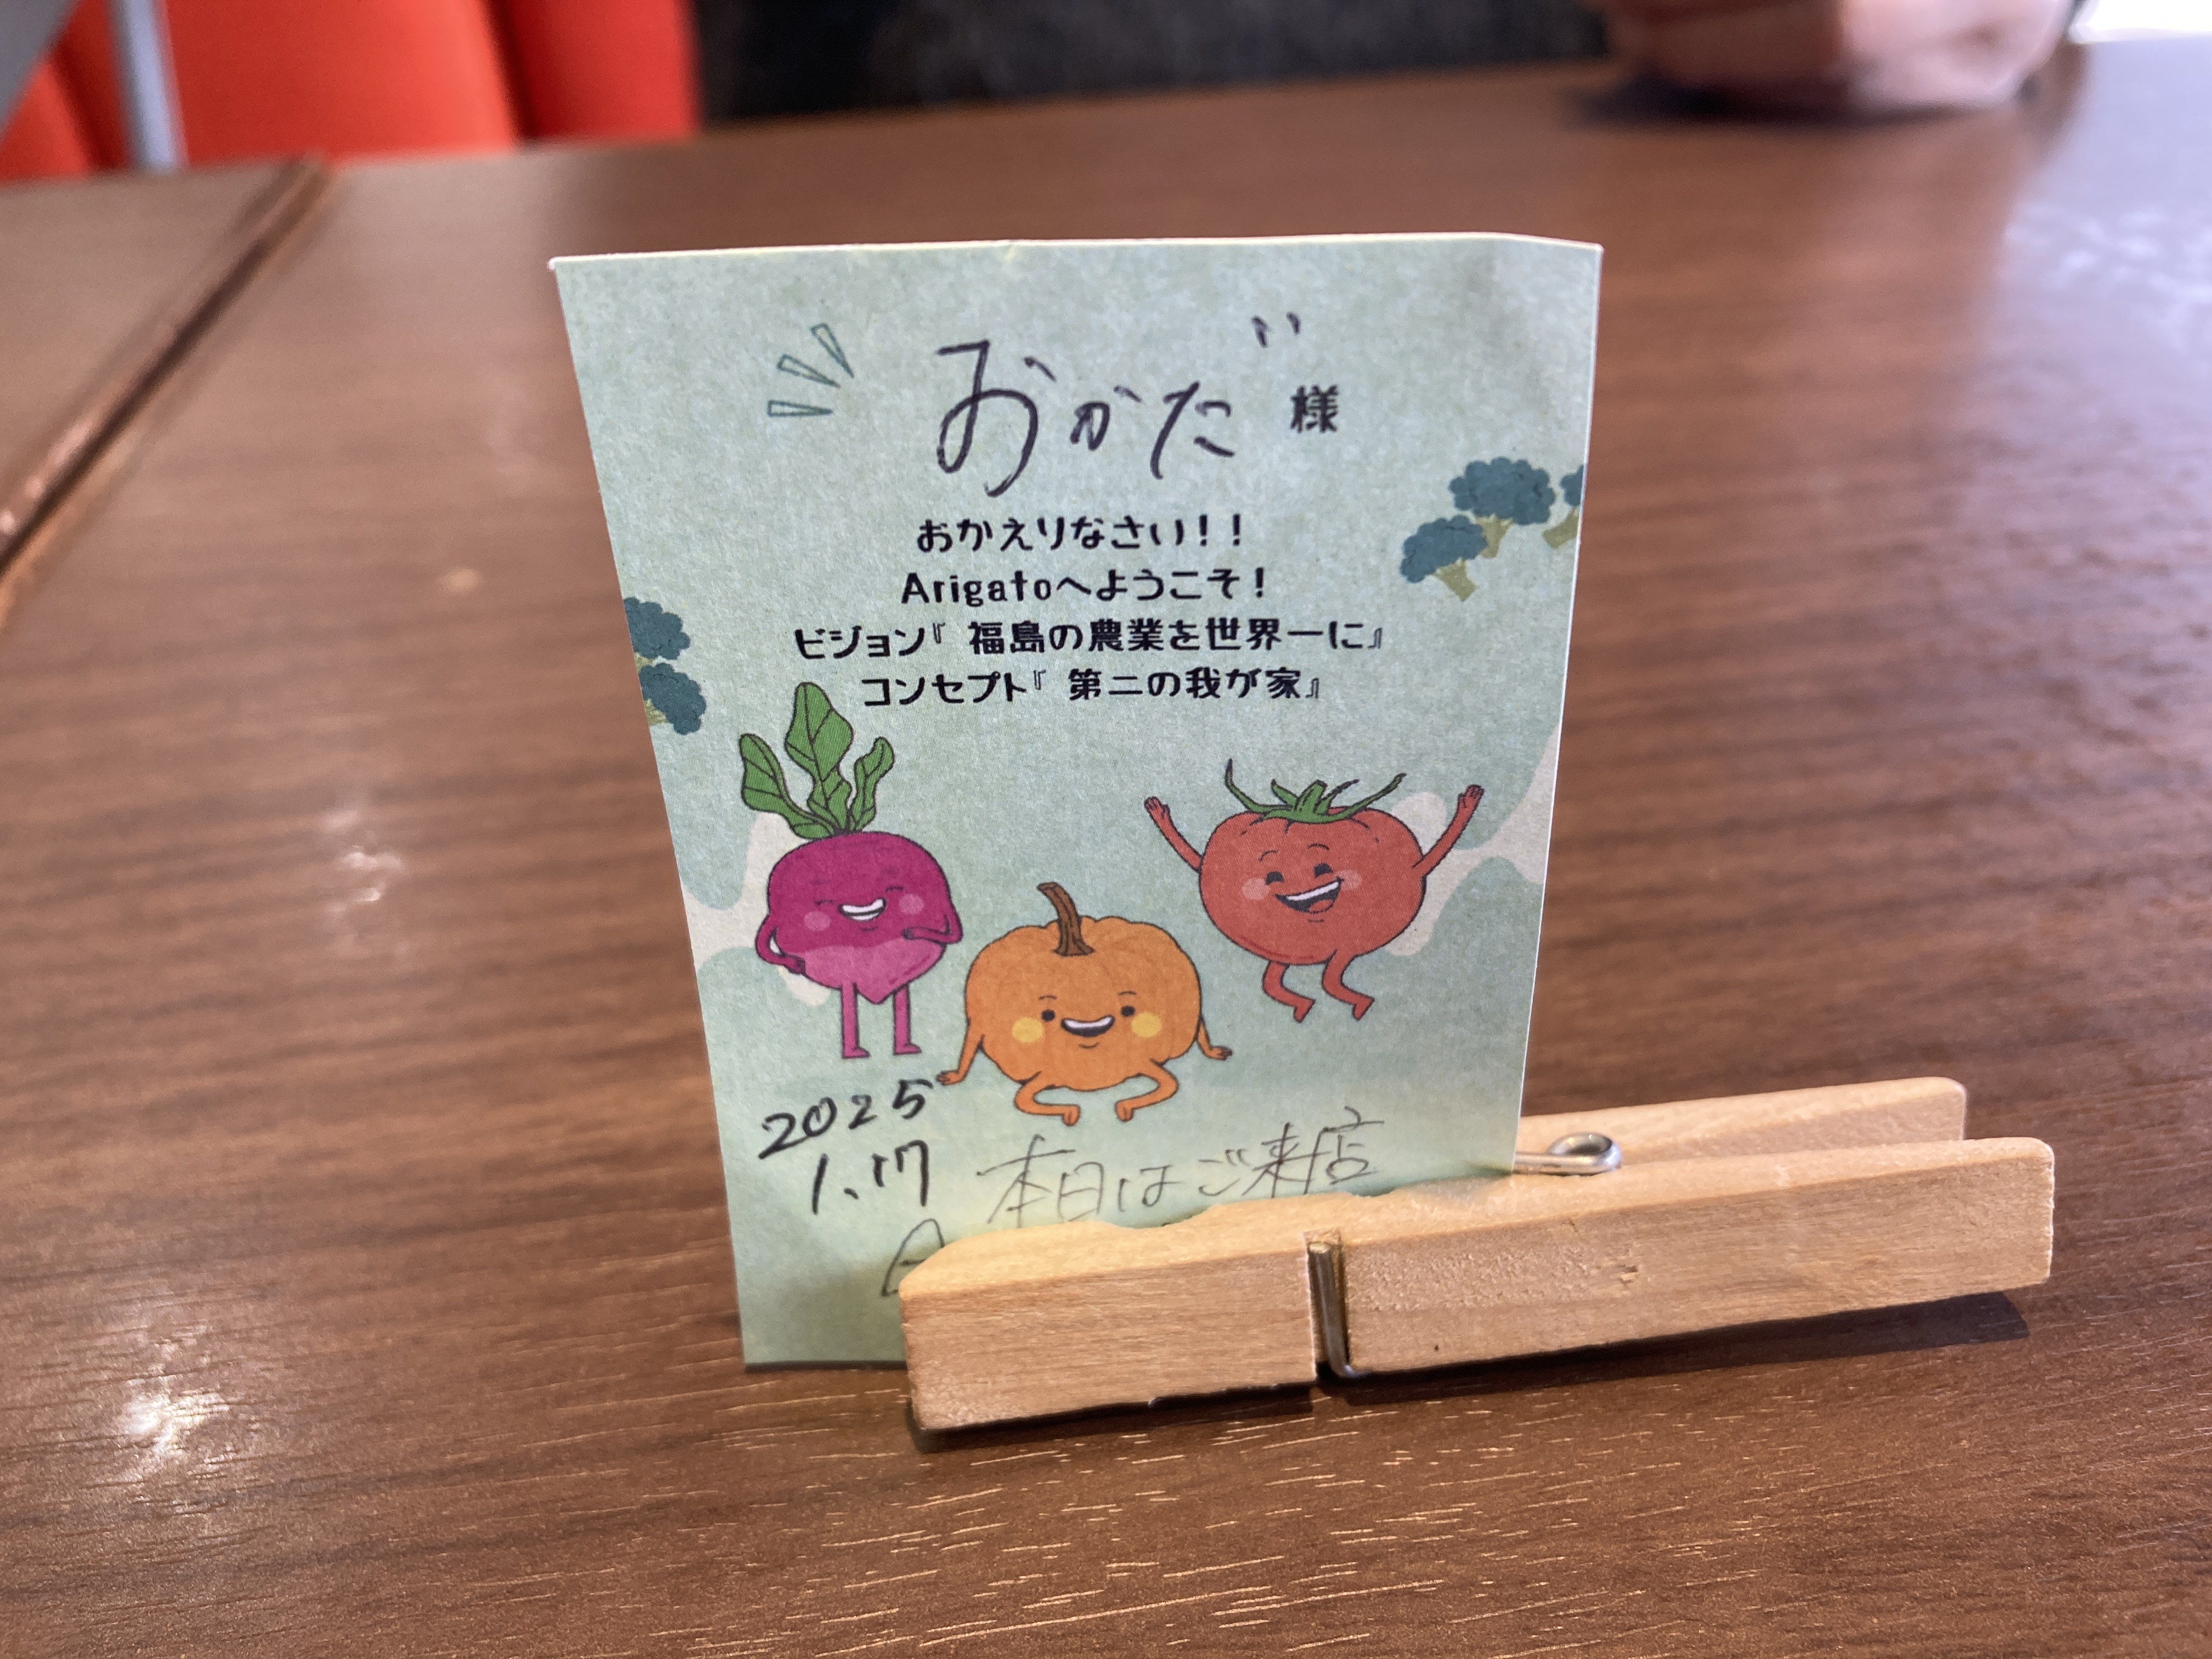 おかだ様
おかえりなさい！！
Arigatoへようこそ！
ビジョン『福島の農業を世界一に』
コンセプト『第二の我が家』
2025
1.17
本日はご来店